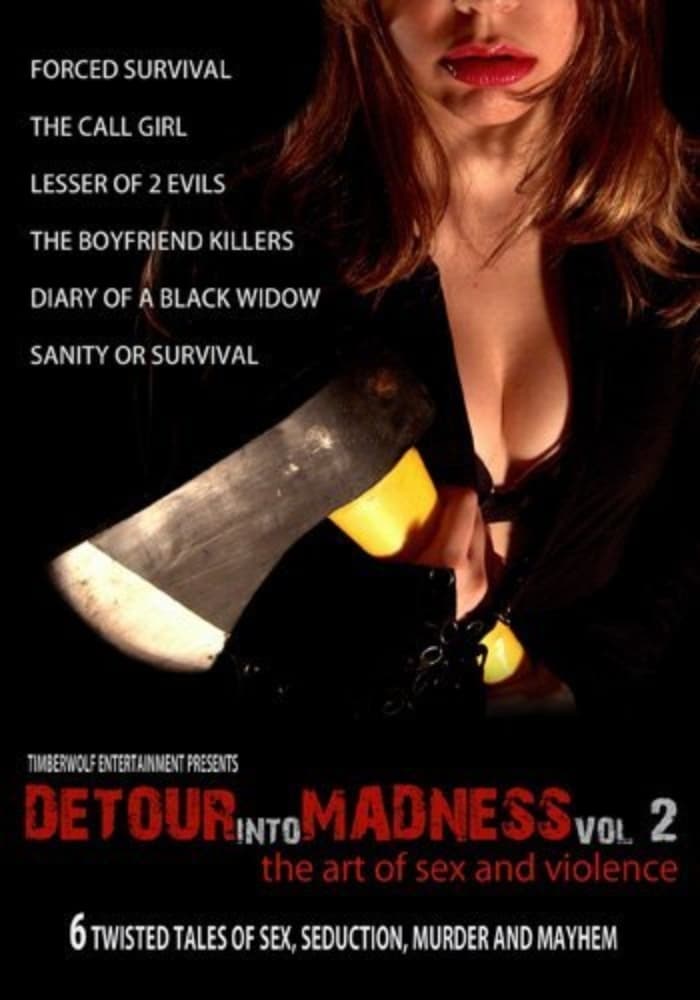 FORCED SURVIVAL
THE CALL GIRL
LESSER OF 2 EVILS
THE BOYFRIEND KILLERS
DIARY OF A BLACK WIDOW
SANITY OR SURVIVAL
TIMBERWOLF ENTERTAINMENT PRESENTS
DETOUR INTO MADNESS VOL 2
the art of sex and violence
6 TWISTED TALES OF SEX, SEDUCTION, MURDER AND MAYHEM